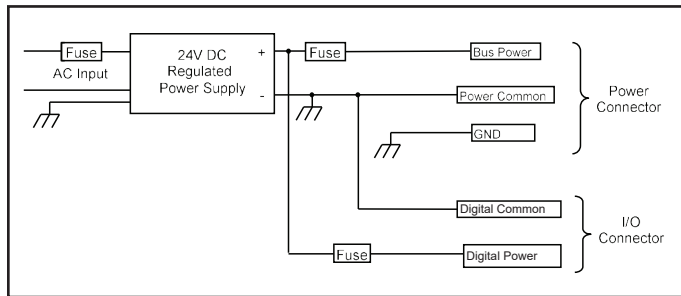 Fuse
AC Input
24V DC
Regulated
Power Supply
+
-
Fuse
Bus Power
Power Common
GND
Power
Connector
Digital Common
Fuse
Digital Power
I/O
Connector